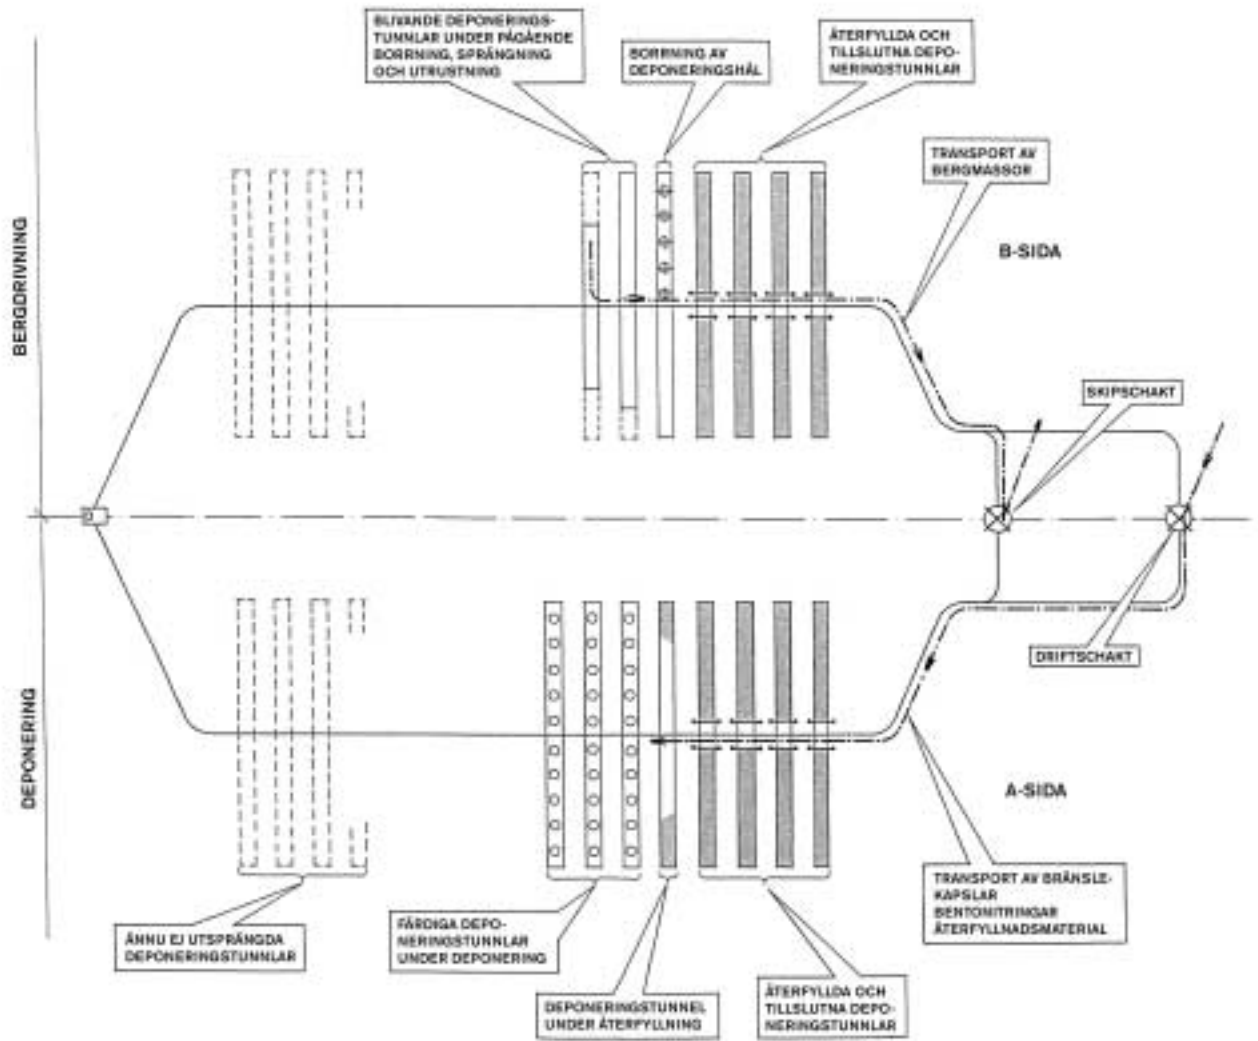 BLIVANDE DEPONERINGS-
TUNNLAR UNDER PÅGÅENDE
BORRNING, SPRÄNGNING
OCH UTRUSTNING
BORRNING AV
DEPONERINGSHÅL
ÅTERFYLLDA OCH
TILLSLUTNA DEPO-
NERINGSTUNNLAR
TRANSPORT AV
BERGMASSOR
B-SIDA
BERGDRIVNING
SKIPSCHAKT
DRIFTSCHAKT
DEPONERING
A-SIDA
TRANSPORT AV BRÄNSLE-
KAPSLAR
BENTONITRINGAR
ÅTERFYLLNADSMATERIAL
ÄNNU EJ UTSPRÄNGDA
DEPONERINGSTUNNLAR
FÄRDIGA DEPO-
NERINGSTUNNLAR
UNDER DEPONERING
DEPONERINGSTUNNEL
UNDER ÅTERFYLLNING
ÅTERFYLLDA OCH
TILLSLUTNA DEPO-
NERINGSTUNNLAR